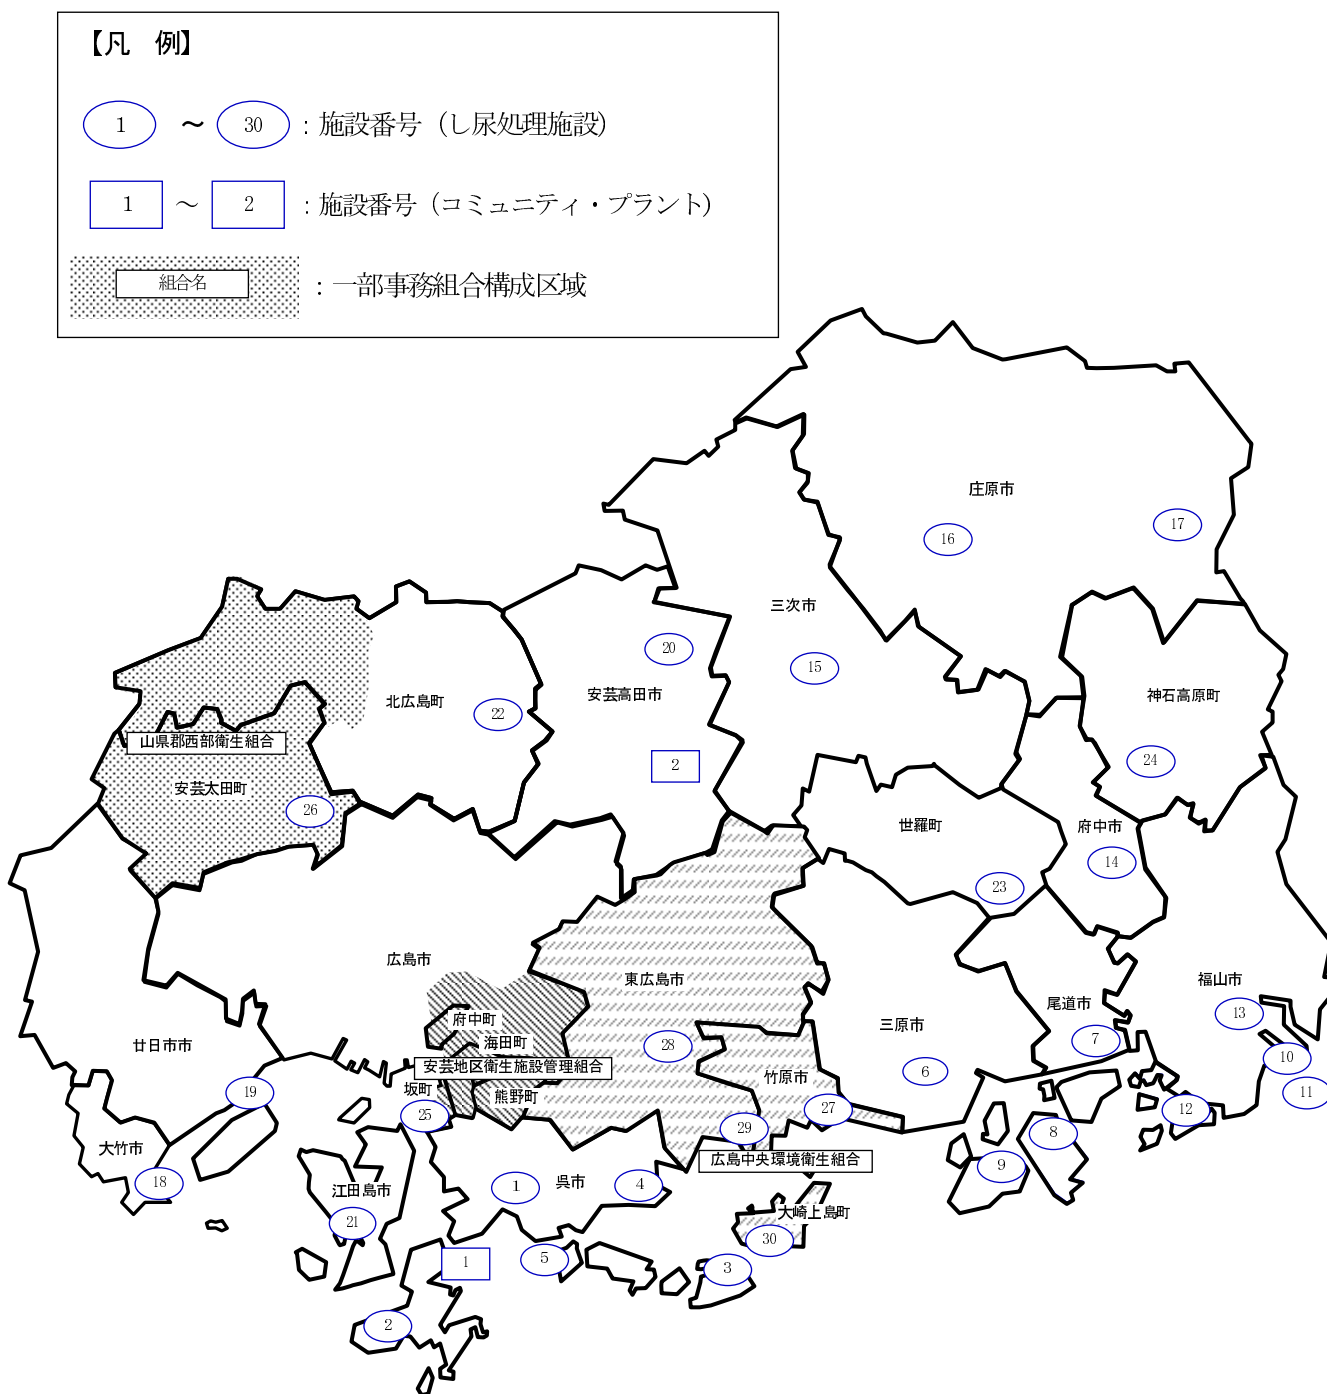 【凡　例】
1 ～ 30 : 施設番号（し尿処理施設）
1 ～ 2 : 施設番号（コミュニティ・プラント）
組合名 : 一部事務組合構成区域
庄原市
17
16
三次市
20
15
安芸高田市
神石高原町
北広島町
22
山県郡西部衛生組合
24
2
安芸太田町
26
世羅町
府中市
14
23
広島市
東広島市
福山市
尾道市
13
府中町
三原市
7
廿日市市
海田町
28
10
安芸地区衛生施設管理組合
6
竹原市
坂町
熊野町
19
11
25
27
12
29
8
大竹市
広島中央環境衛生組合
9
18
江田島市
1
呉市
4
21
大崎上島町
30
1
5
3
2